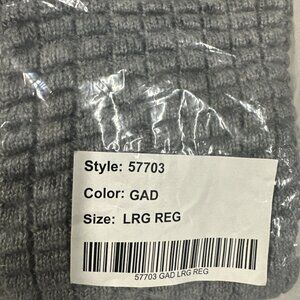 Style: 57703
Color: GAD
Size: LRG REG
57703 GAD LRG REG